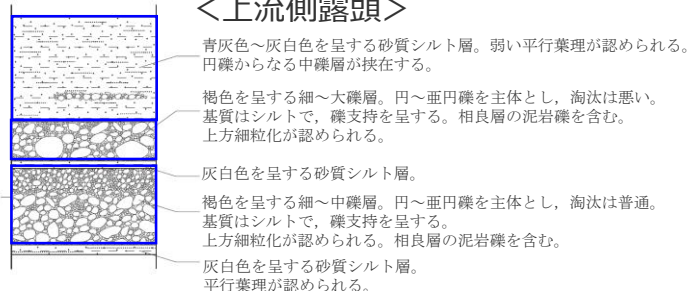 ＜上流側露頭＞
青灰色～灰白色を呈する砂質シルト層。弱い平行葉理が認められる。
円礫からなる中礫層が挟在する。
褐色を呈する細～大礫層。円～亜円礫を主体とし，淘汰は悪い。
基質はシルトで，礫支持を呈する。相良層の泥岩礫を含む。
上方細粒化が認められる。
灰白色を呈する砂質シルト層。
褐色を呈する細～中礫層。円～亜円礫を主体とし，淘汰は普通。
基質はシルトで，礫支持を呈する。
上方細粒化が認められる。相良層の泥岩礫を含む。
灰白色を呈する砂質シルト層。
平行葉理が認められる。